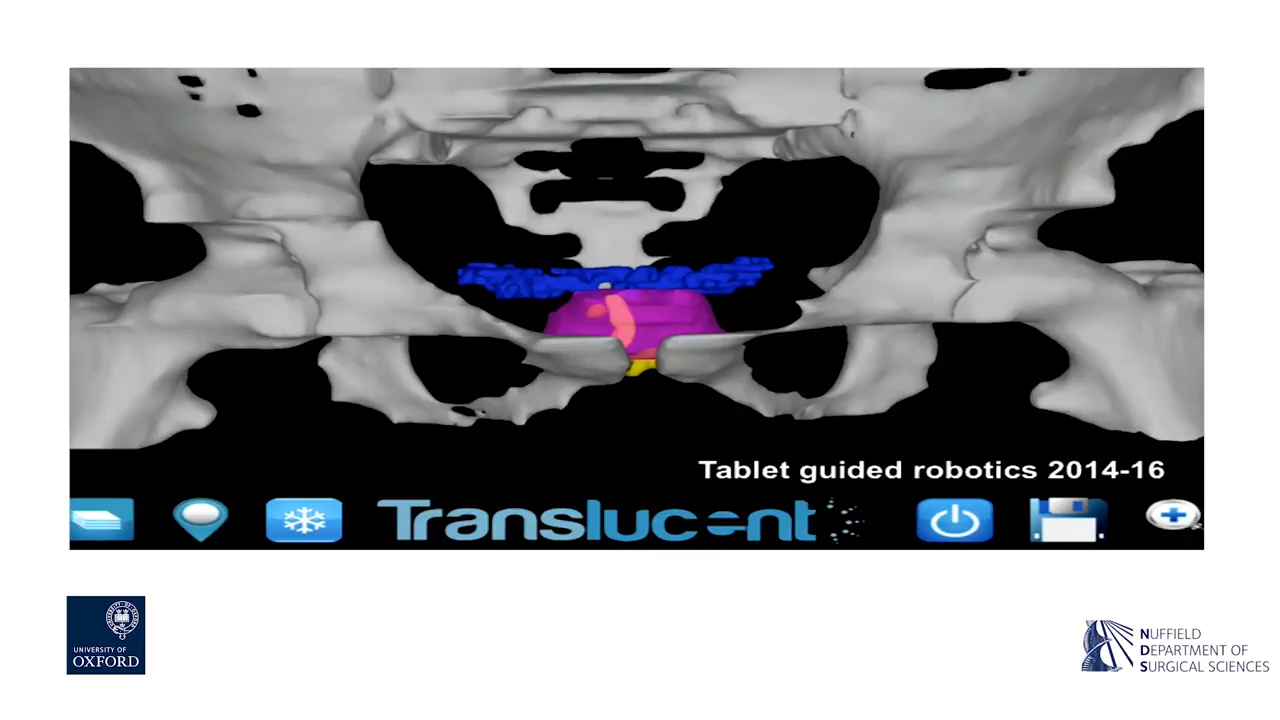 Tablet guided robotics 2014-16
Translucent
UNIVERSITY OF
OXFORD
NUFFIELD
DEPARTMENT OF
SURGICAL SCIENCES